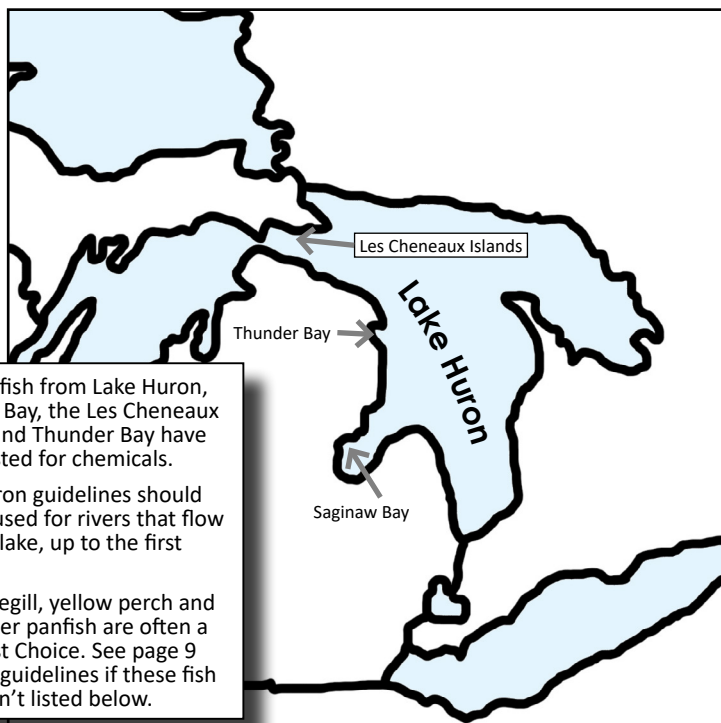 Les Cheneaux Islands
Lake Huron
Thunder Bay
Saginaw Bay
fish from Lake Huron,
Bay, the Les Cheneaux
nd Thunder Bay have
sted for chemicals.
ron guidelines should
used for rivers that flow
lake, up to the first
egill, yellow perch and
er panfish are often a
st Choice. See page 9
guidelines if these fish
n't listed below.